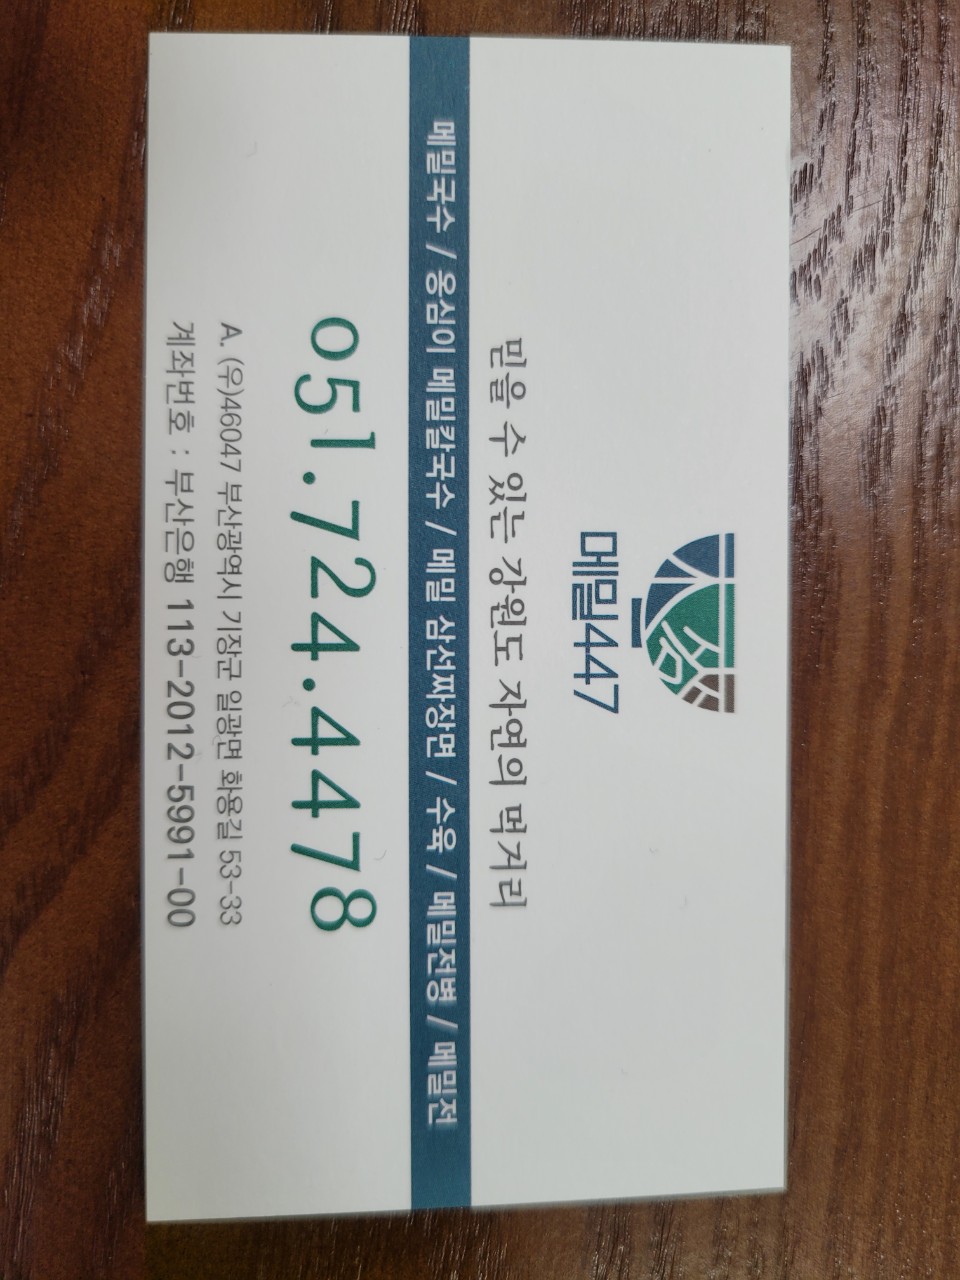 메밀447
믿을 수 있는 강원도 자연의 먹거리
메밀국수 / 옹심이 메밀칼국수 / 메밀 삼선짜장면 / 수육 / 메밀전병 / 메밀전
051.724.4478
A. (우)46047 부산광역시 기장군 일광면 화용길 53-33
계좌번호 : 부산은행 113-2012-5991-00